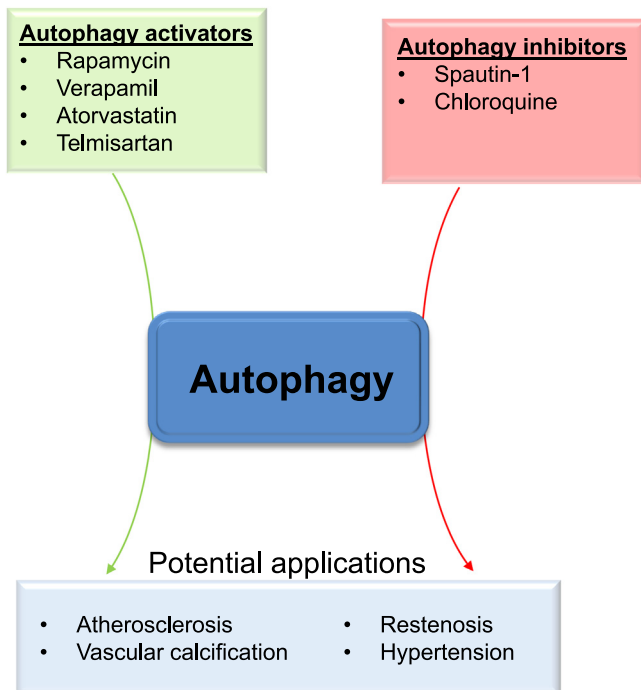 Autophagy activators
• Rapamycin
• Verapamil
• Atorvastatin
• Telmisartan
Autophagy inhibitors
• Spautin-1
• Chloroquine
Autophagy
Potential applications
• Atherosclerosis
• Vascular calcification
• Restenosis
• Hypertension